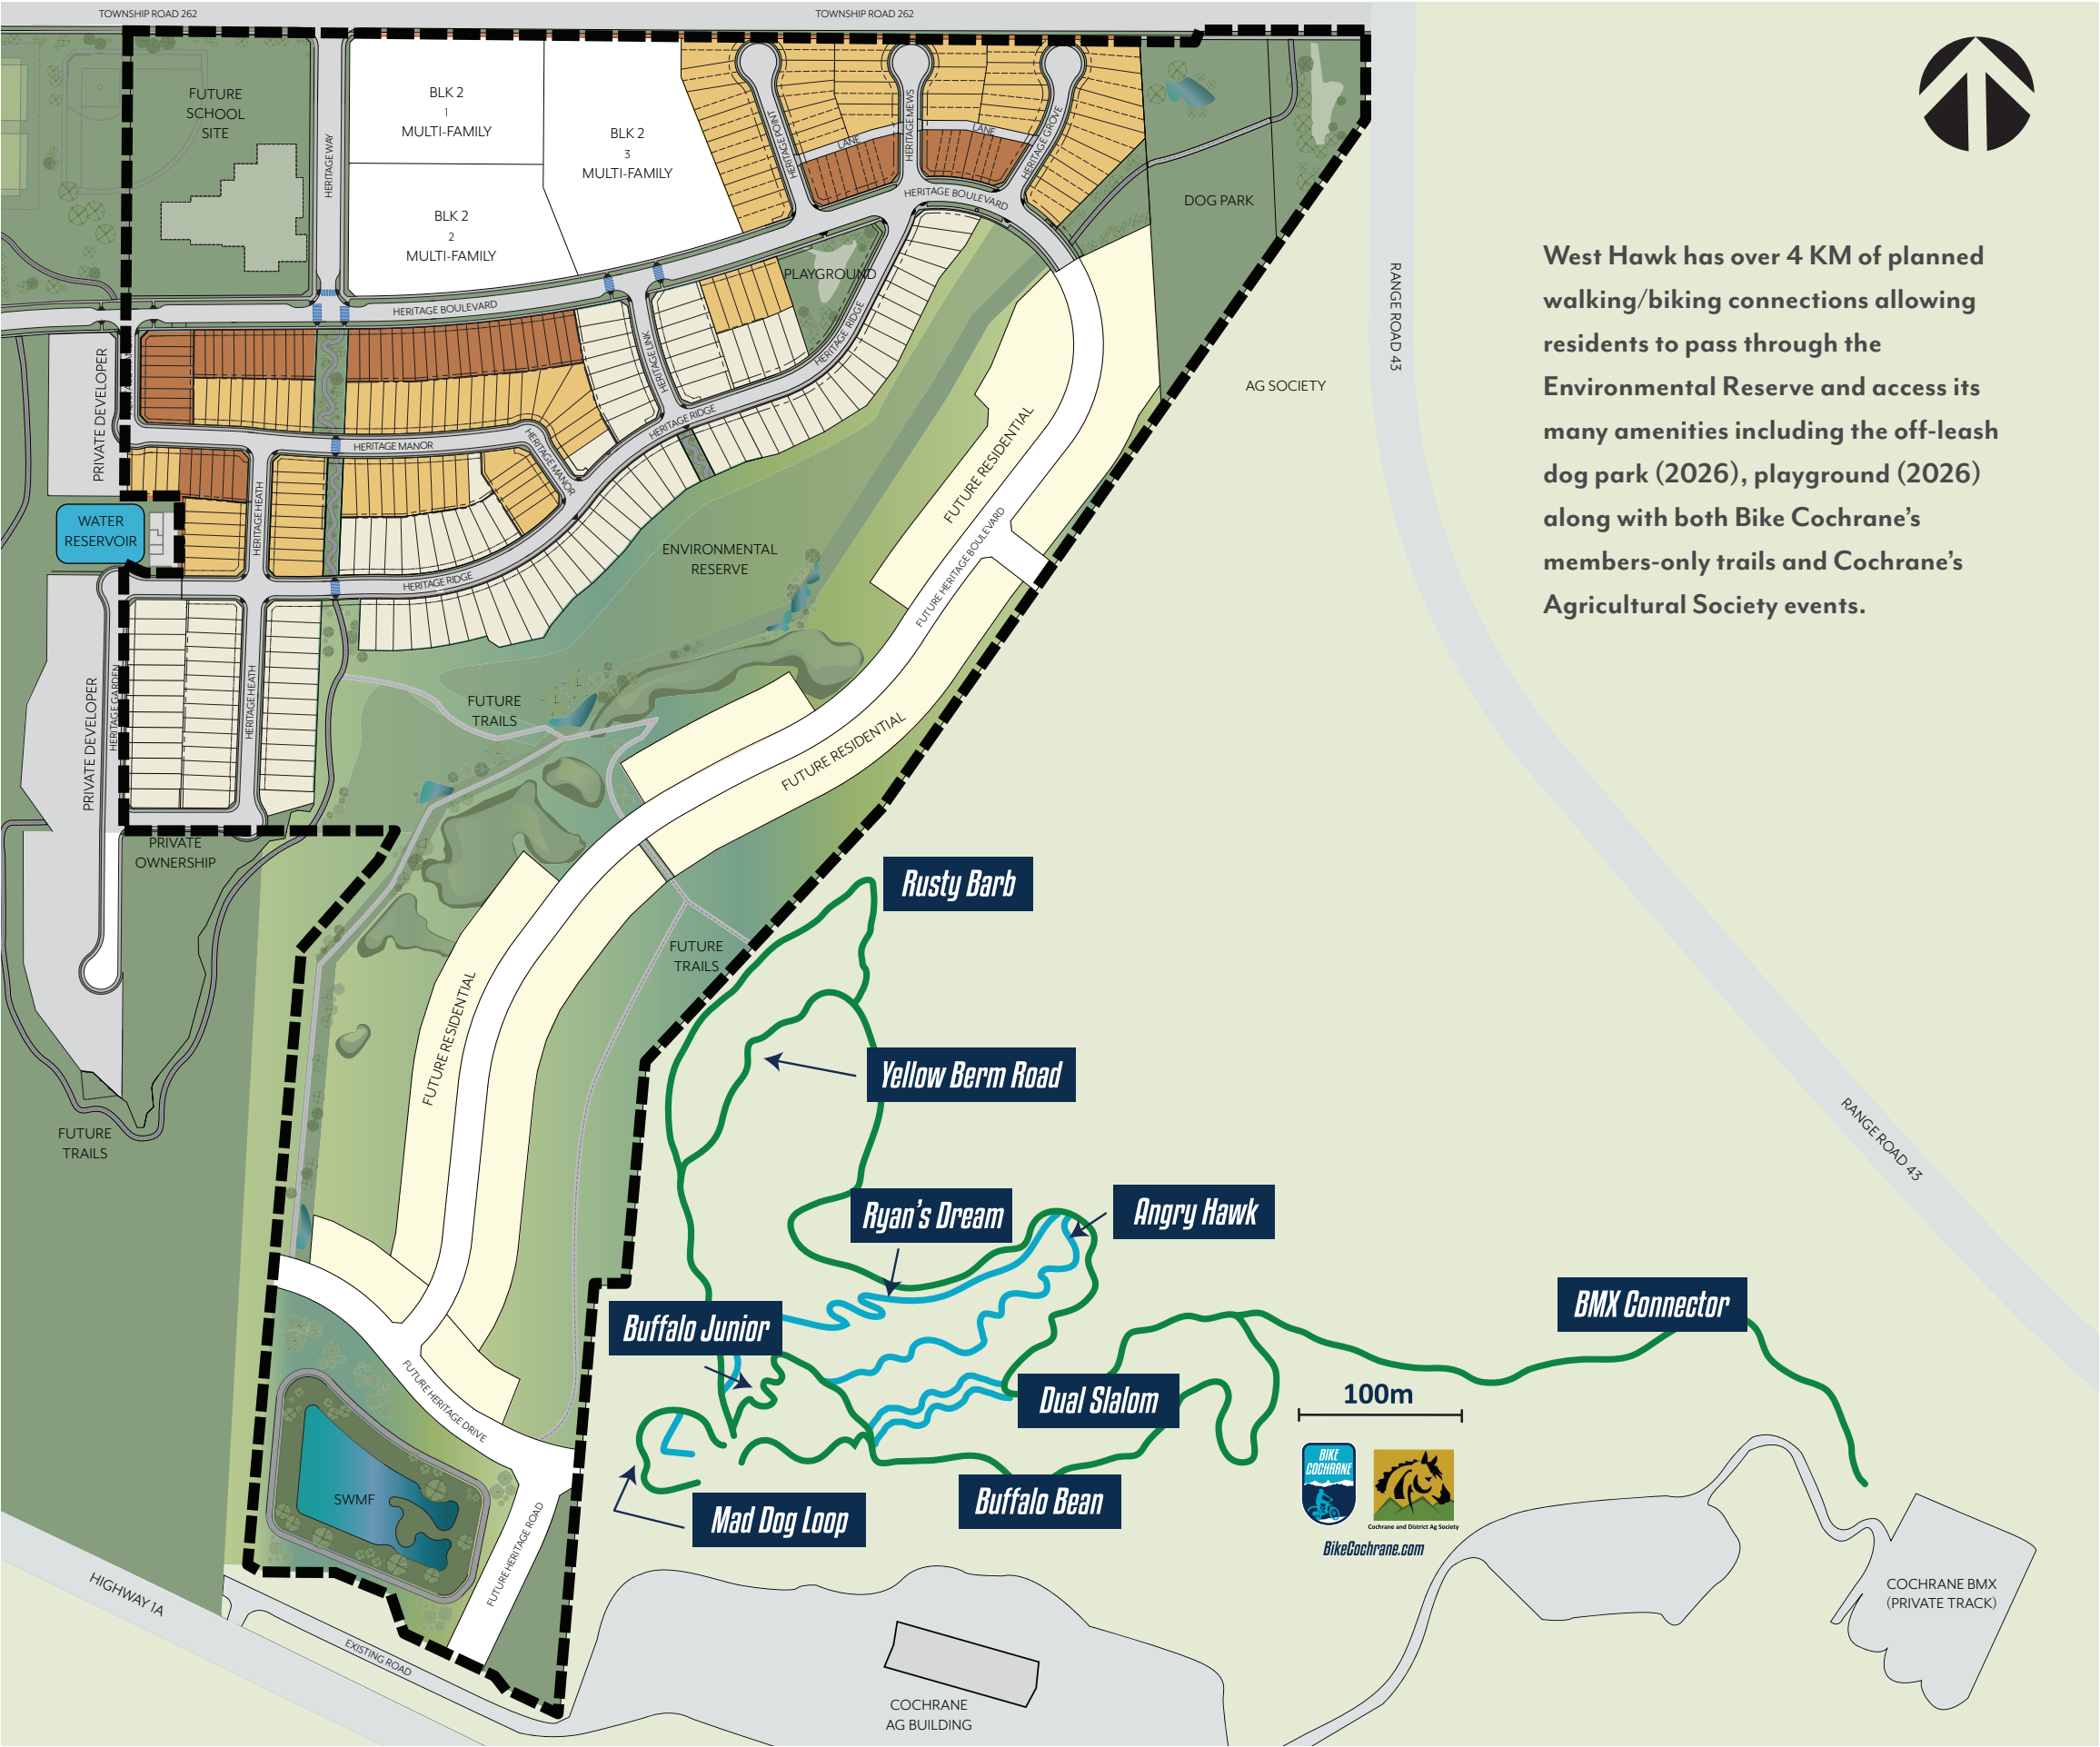 TOWNSHIP ROAD 262
TOWNSHIP ROAD 262
FUTURE
SCHOOL
SITE
HERITAGE WAY
BLK 2
1
MULTI-FAMILY
BLK 2
2
MULTI-FAMILY
BLK 2
3
MULTI-FAMILY
HERITAGE POINT
LANE
HERITAGE MEWS
LANE
HERITAGE GROVE
HERITAGE BOULEVARD
DOG PARK
PLAYGROUND
HERITAGE BOULEVARD
HERITAGE LINK
HERITAGE RIDGE
HERITAGE RIDGE
RANGE ROAD 43
AG SOCIETY
West Hawk has over 4 KM of planned
walking/biking connections allowing
residents to pass through the
Environmental Reserve and access its
many amenities including the off-leash
dog park (2026), playground (2026)
along with both Bike Cochrane’s
members-only trails and Cochrane’s
Agricultural Society events.
PRIVATE DEVELOPER
HERITAGE MANOR
HERITAGE MANOR
HERITAGE HEATH
WATER
RESERVOIR
HERITAGE RIDGE
ENVIRONMENTAL
RESERVE
FUTURE RESIDENTIAL
FUTURE HERITAGE BOULEVARD
PRIVATE DEVELOPER
HERITAGE GARDEN
HERITAGE HEATH
FUTURE
TRAILS
FUTURE RESIDENTIAL
PRIVATE
OWNERSHIP
FUTURE
TRAILS
FUTURE RESIDENTIAL
FUTURE
TRAILS
Rusty Barb
Yellow Berm Road
Ryan's Dream
Angry Hawk
Buffalo Junior
BMX Connector
Dual Slalom
Buffalo Bean
Mad Dog Loop
RANGE ROAD 43
100m
BIKE
COCHRANE
Cochrane and District Ag Society
BikeCochrane.com
FUTURE HERITAGE DRIVE
SWMF
FUTURE HERITAGE ROAD
HIGHWAY 1A
EXISTING ROAD
COCHRANE
AG BUILDING
COCHRANE BMX
(PRIVATE TRACK)